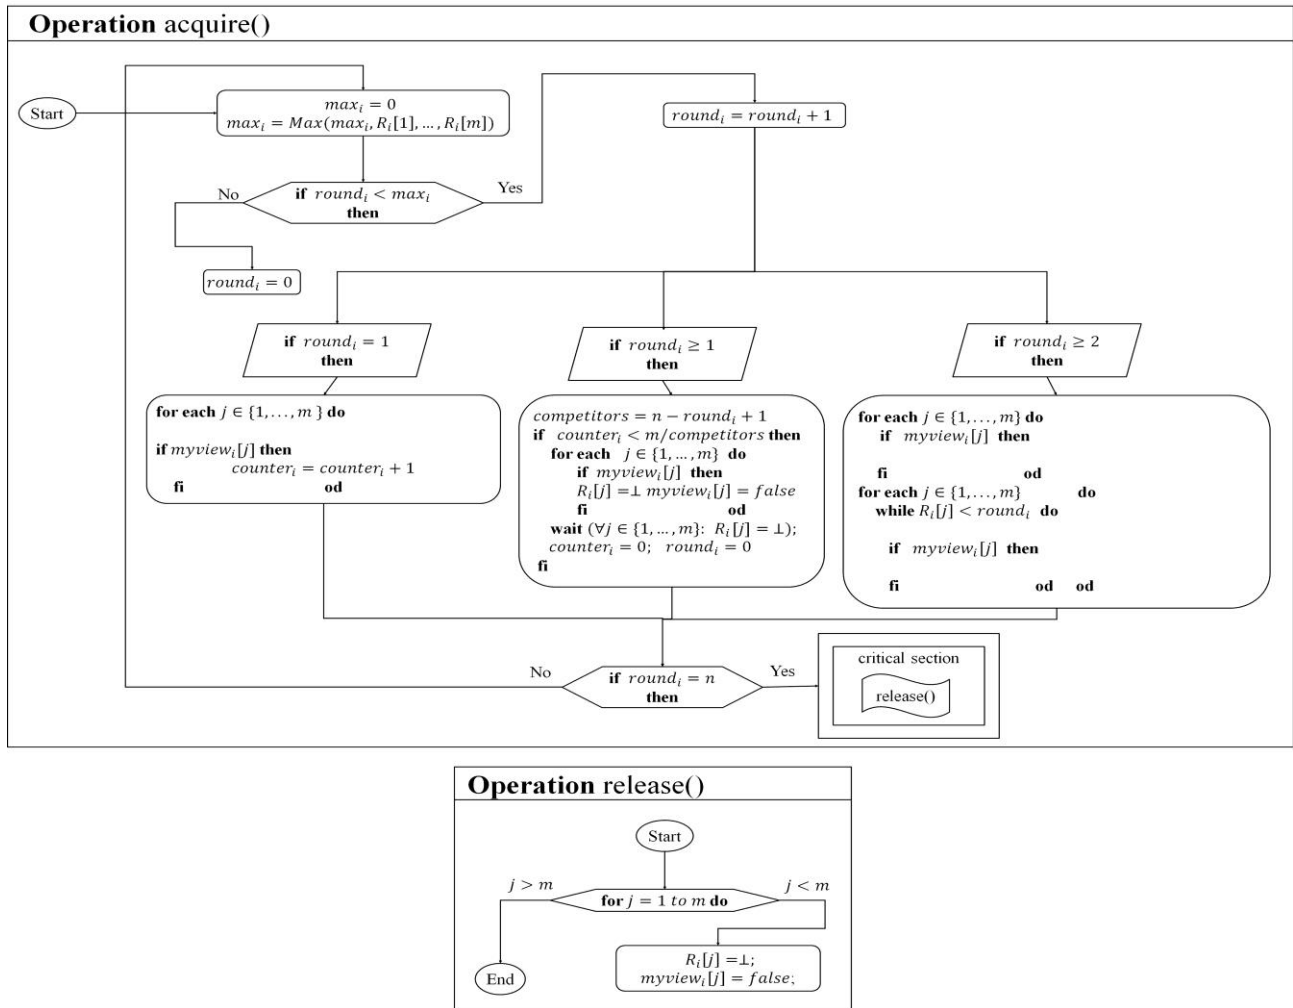 Operation acquire()
Start
max_i = 0
max_i = Max(max_i, R_i[1], ..., R_i[m])
round_i = round_i + 1
No
if round_i < max_i
then
Yes
round_i = 0
if round_i = 1
then
if round_i ≥ 1
then
if round_i ≥ 2
then
for each j ∈ {1, ..., m } do
if myview_i[j] then
counter_i = counter_i + 1
fi od
competitors = n − round_i + 1
if counter_i < m/competitors then
for each j ∈ {1, ..., m} do
if myview_i[j] then
R_i[j] =⊥ myview_i[j] = false
fi od
wait (∀j ∈ {1, ..., m}: R_i[j] = ⊥);
counter_i = 0; round_i = 0
fi
for each j ∈ {1, ..., m} do
if myview_i[j] then
fi od
for each j ∈ {1, ..., m} do
while R_i[j] < round_i do
if myview_i[j] then
fi od od
No
if round_i = n
then
Yes
critical section
release()
Operation release()
Start
j > m
for j = 1 to m do
j < m
R_i[j] =⊥;
myview_i[j] = false;
End